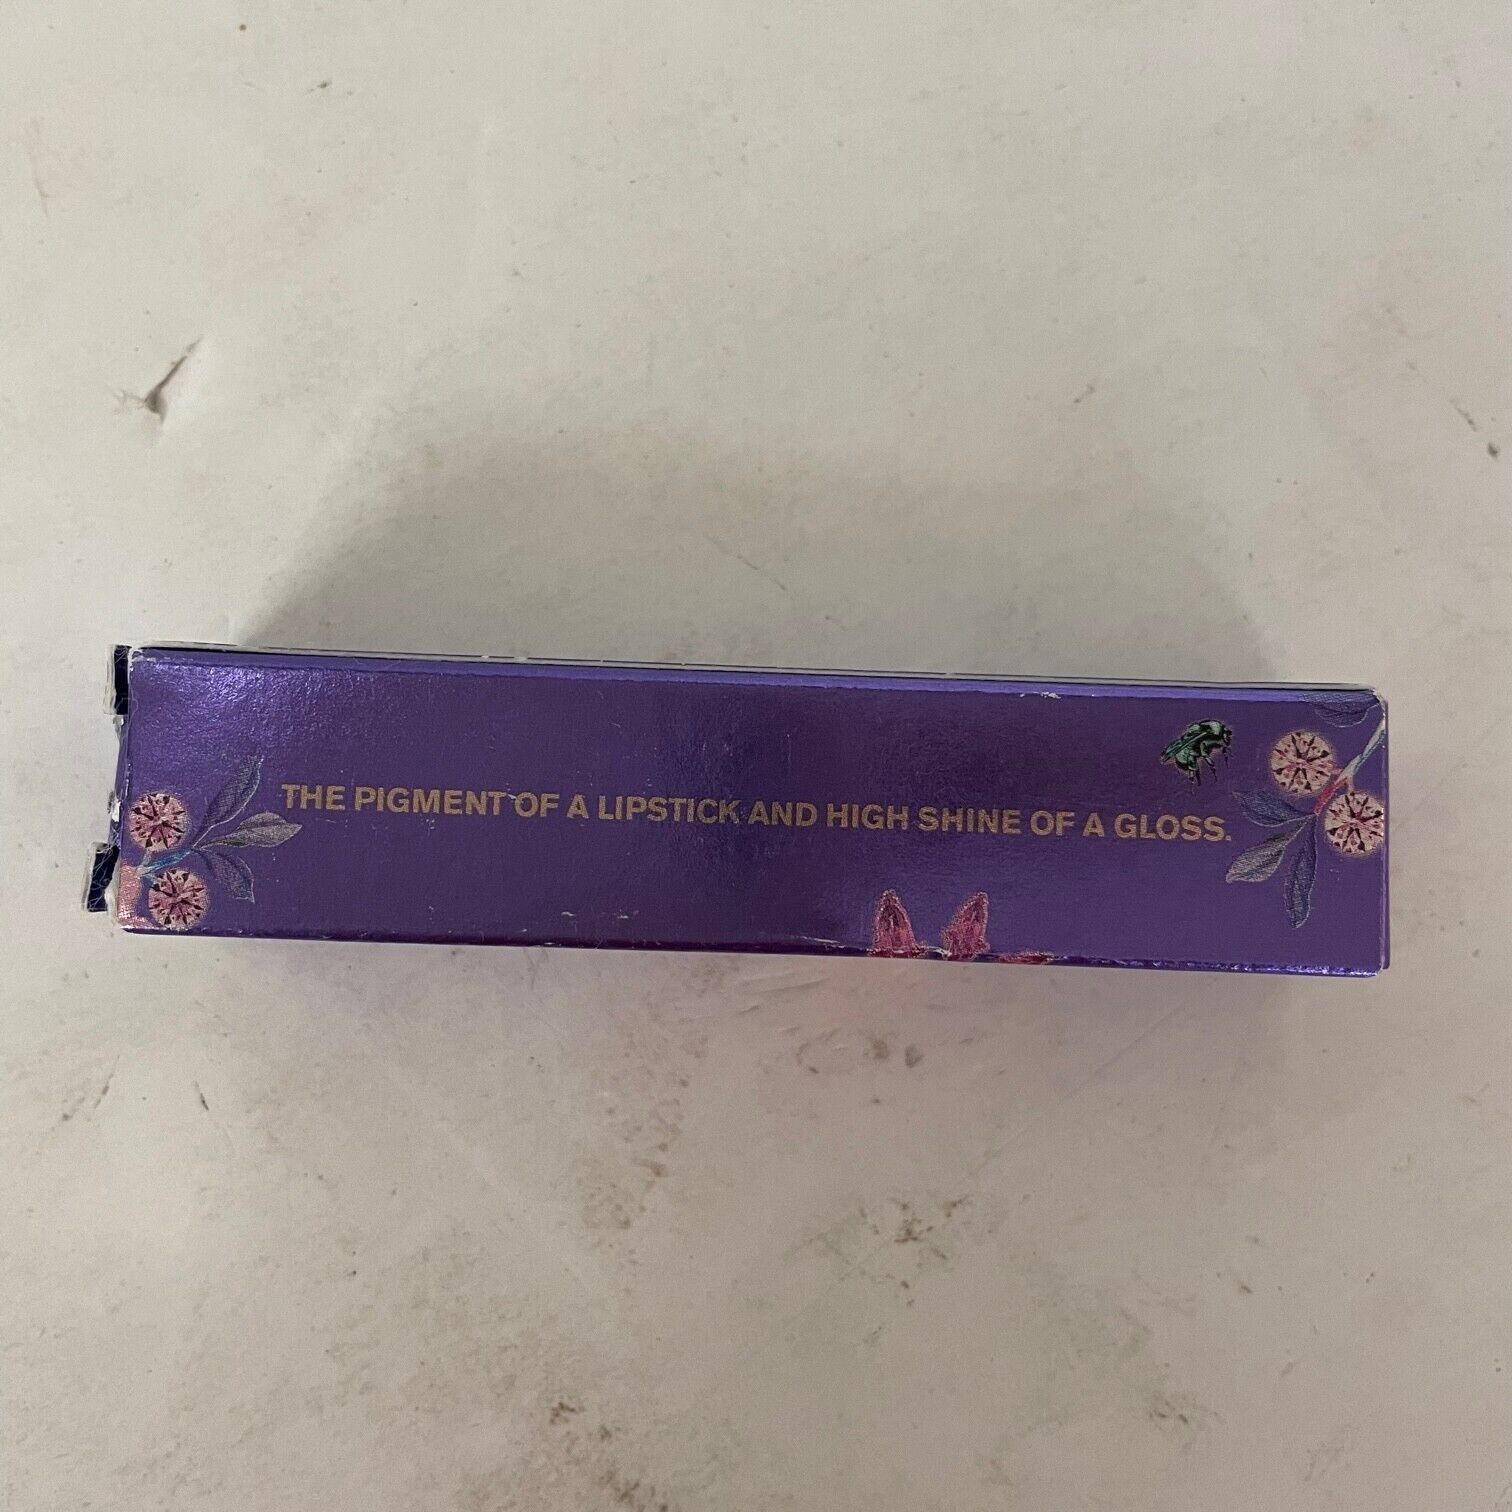 THE PIGMENT OF A LIPSTICK AND HIGH SHINE OF A GLOSS.